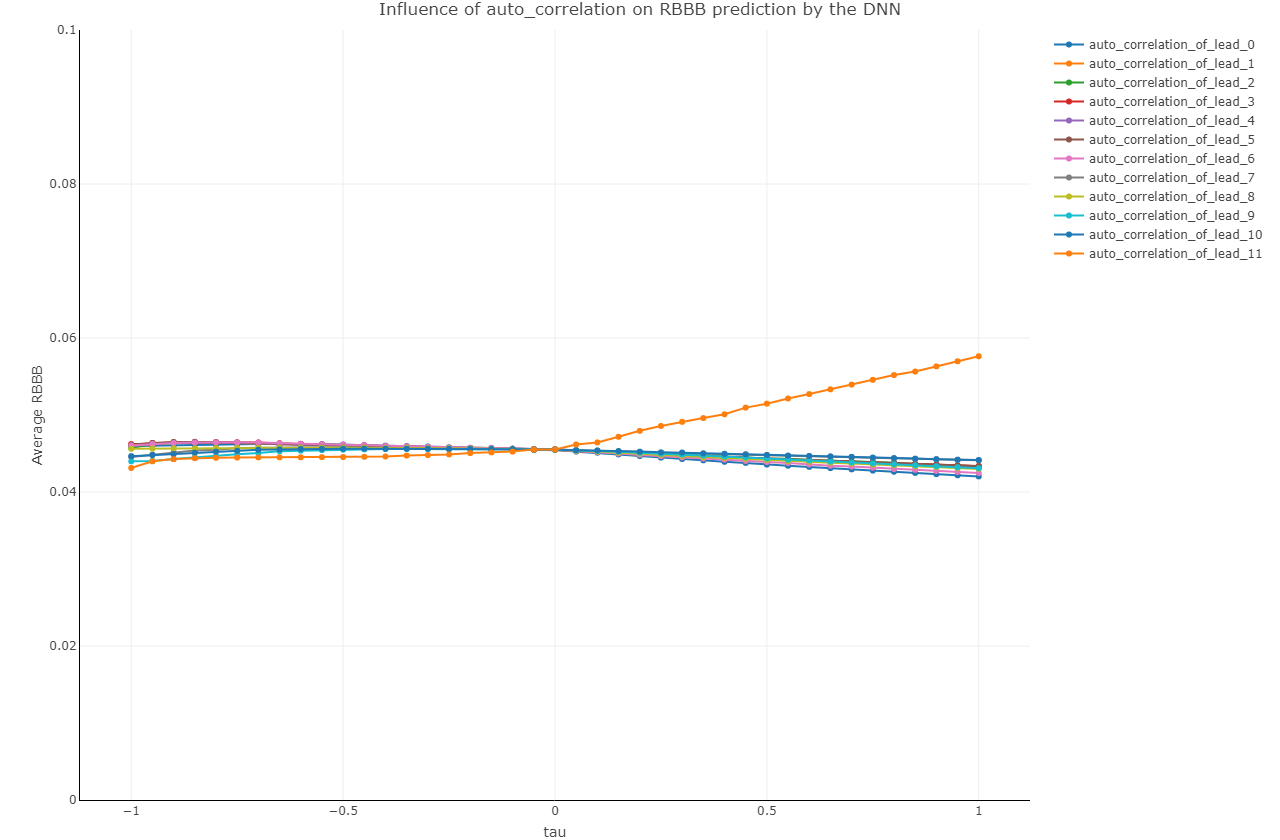 Influence of auto_correlation on RBBB prediction by the DNN
0.1
0.08
0.06
0.04
0.02
0
Average RBBB
−1
−0.5
0
0.5
1
tau
auto_correlation_of_lead_0
auto_correlation_of_lead_1
auto_correlation_of_lead_2
auto_correlation_of_lead_3
auto_correlation_of_lead_4
auto_correlation_of_lead_5
auto_correlation_of_lead_6
auto_correlation_of_lead_7
auto_correlation_of_lead_8
auto_correlation_of_lead_9
auto_correlation_of_lead_10
auto_correlation_of_lead_11